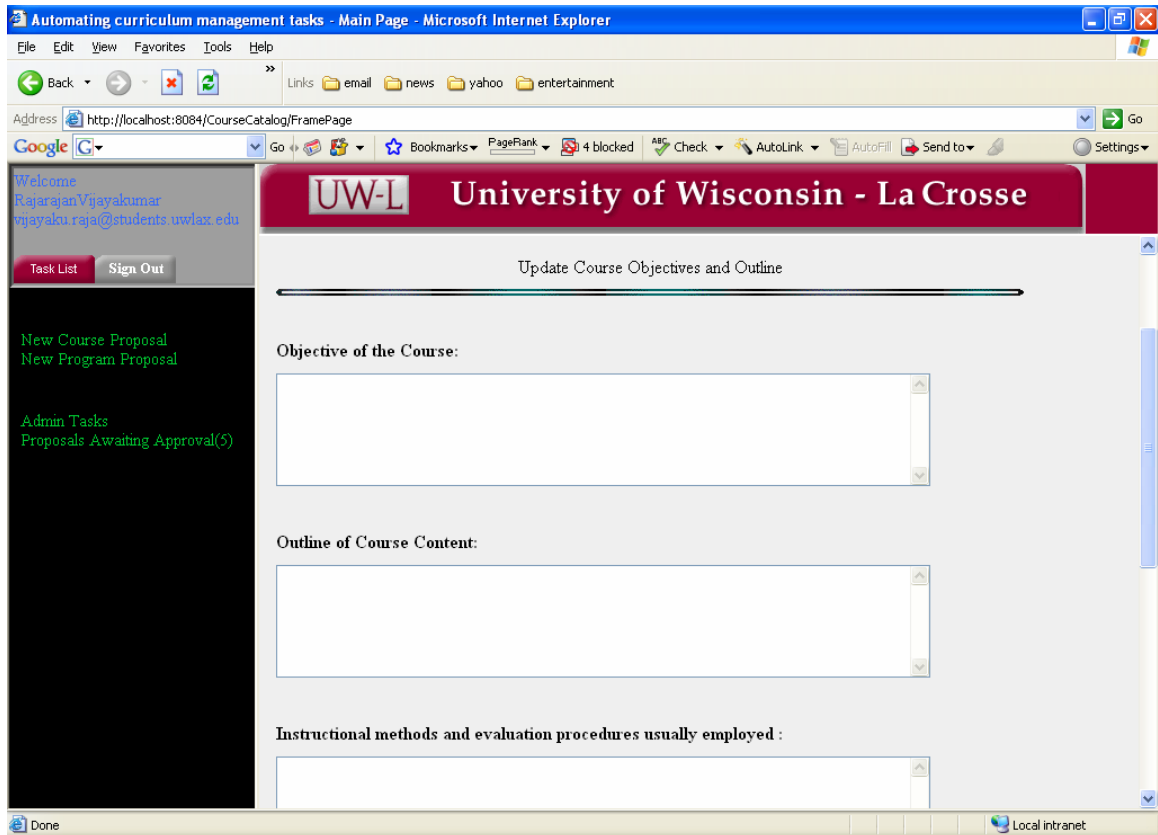 Automating curriculum management tasks - Main Page - Microsoft Internet Explorer
File Edit View Favorites Tools Help
Back » Links email news yahoo entertainment
Address http://localhost:8084/CourseCatalog/FramePage Go
Google G Go Bookmarks PageRank 4 blocked ABC Check AutoLink AutoFill Send to Settings
Welcome
RajarajanVijayakumar
vijayaku.raja@students.uwlax.edu
Task List Sign Out
New Course Proposal
New Program Proposal
Admin Tasks
Proposals Awaiting Approval(5)
UW-L University of Wisconsin - La Crosse
Update Course Objectives and Outline
Objective of the Course:
Outline of Course Content:
Instructional methods and evaluation procedures usually employed :
Done Local intranet